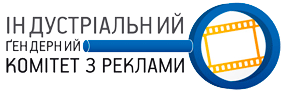 ІНДУСТРІАЛЬНИЙ
ҐЕНДЕРНИЙ
КОМІТЕТ З РЕКЛАМИ